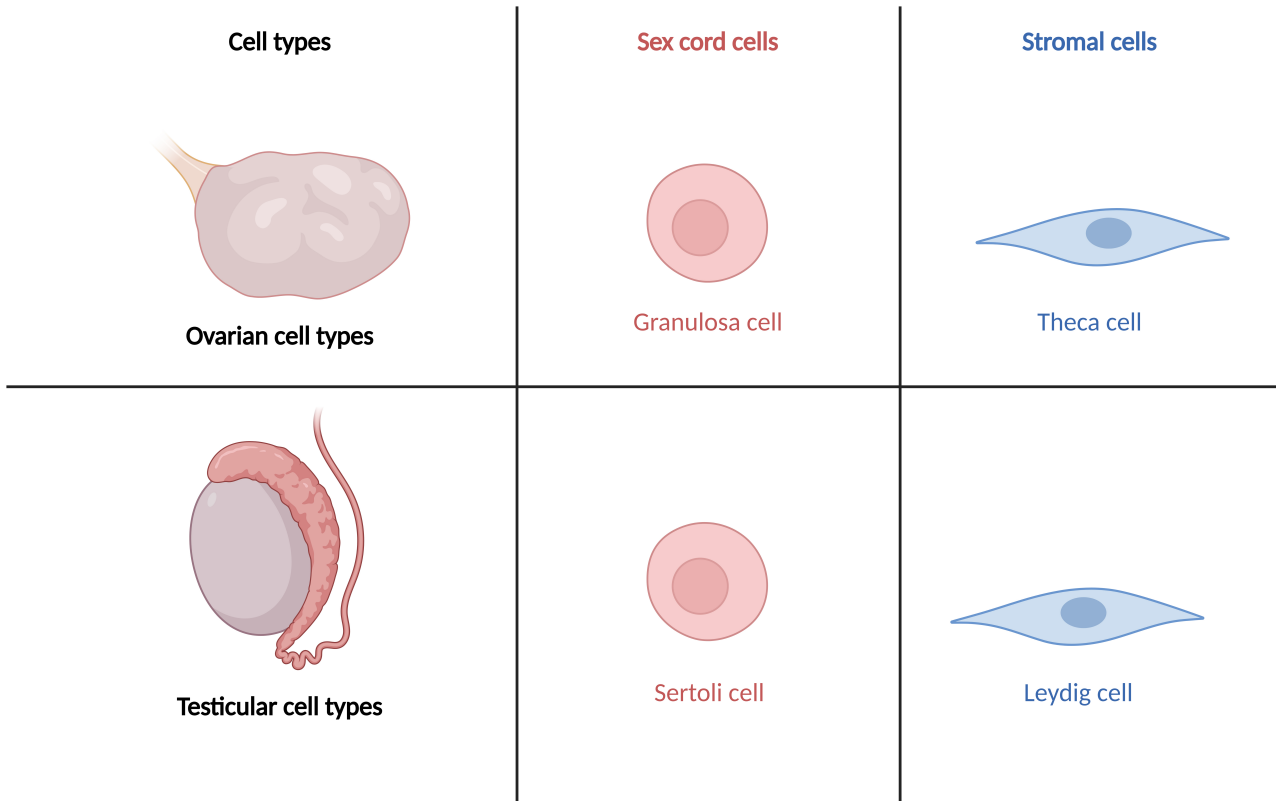 Cell types
Sex cord cells
Stromal cells
Ovarian cell types
Granulosa cell
Theca cell
Testicular cell types
Sertoli cell
Leydig cell